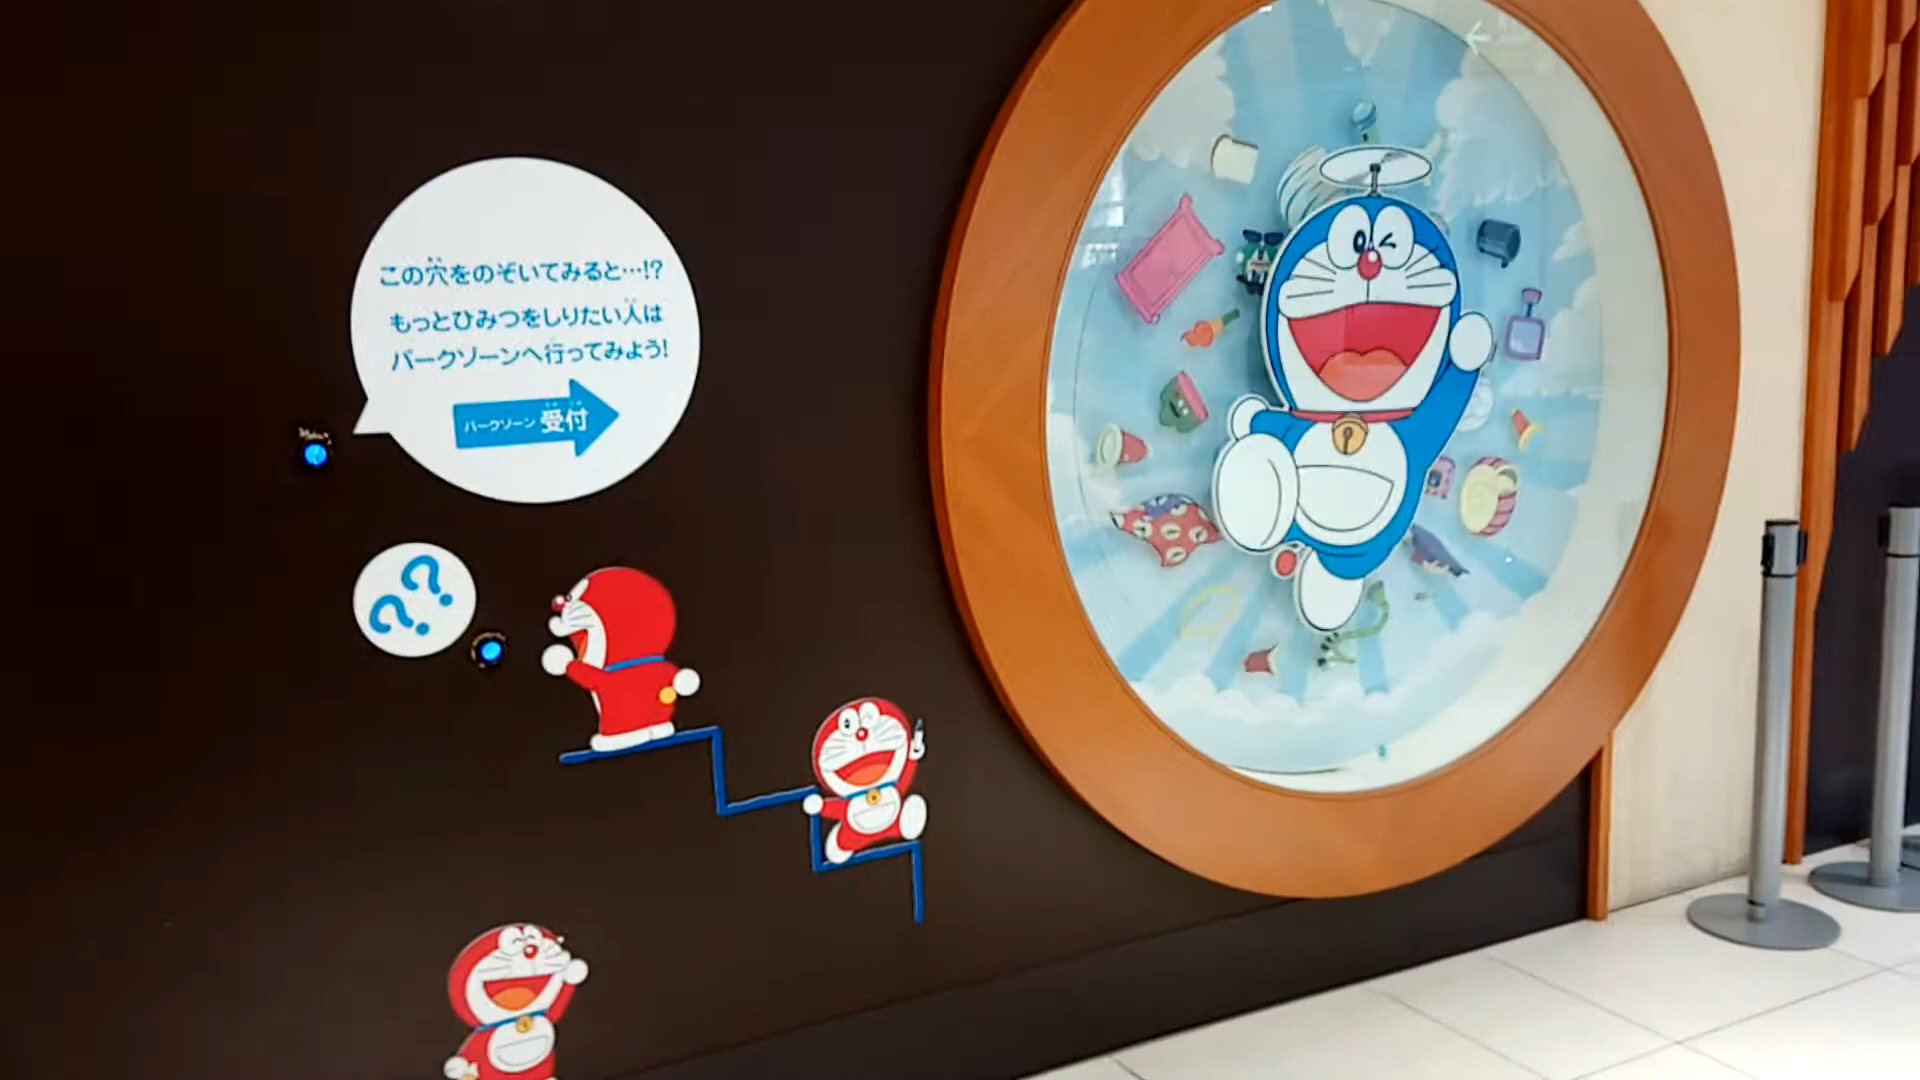 この穴をのぞいてみると…!?
もっとひみつをしりたい人は
パークゾーンへ行ってみよう!
パークゾーン 受付
??